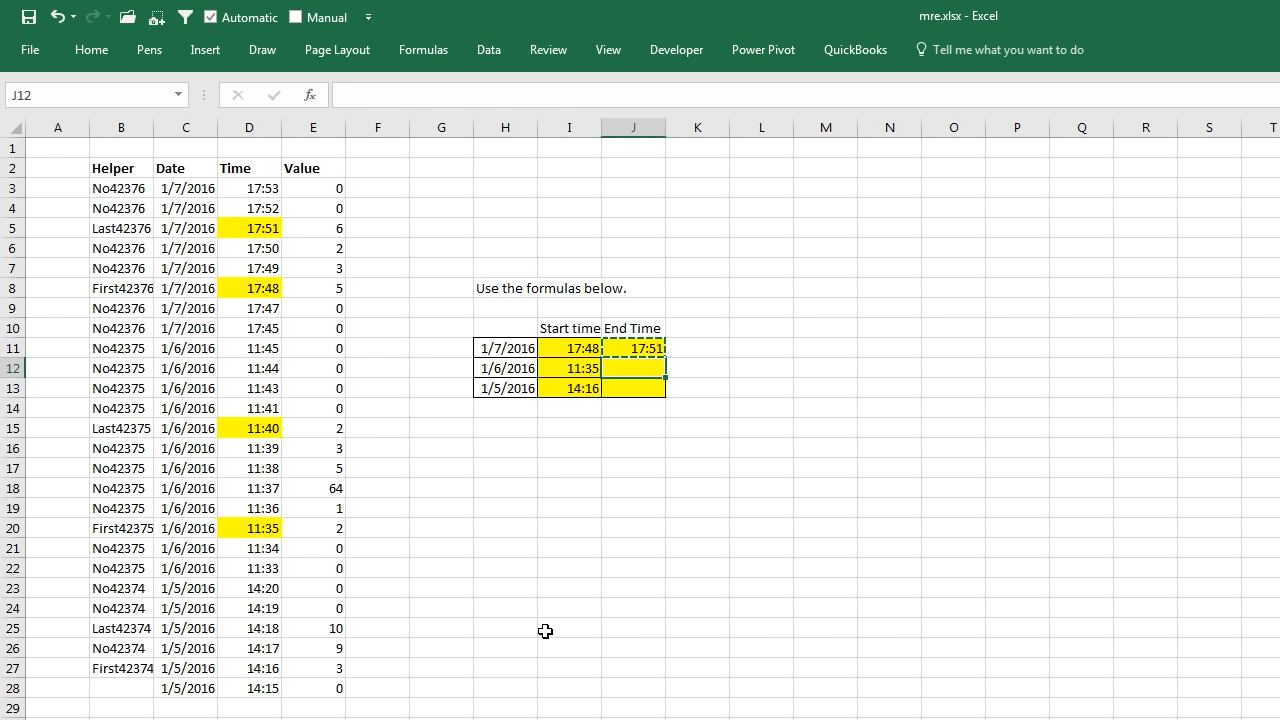 Automatic Manual mre.xlsx - Excel
File Home Pens Insert Draw Page Layout Formulas Data Review View Developer Power Pivot QuickBooks Tell me what you want to do
J12 fx
A B C D E F G H I J K L M N O P Q R S T
1
2 Helper Date Time Value
3 No42376 1/7/2016 17:53 0
4 No42376 1/7/2016 17:52 0
5 Last42376 1/7/2016 17:51 6
6 No42376 1/7/2016 17:50 2
7 No42376 1/7/2016 17:49 3
8 First42376 1/7/2016 17:48 5 Use the formulas below.
9 No42376 1/7/2016 17:47 0
10 No42376 1/7/2016 17:45 0 Start time End Time
11 No42375 1/6/2016 11:45 0 1/7/2016 17:48 17:51
12 No42375 1/6/2016 11:44 0 1/6/2016 11:35
13 No42375 1/6/2016 11:43 0 1/5/2016 14:16
14 No42375 1/6/2016 11:41 0
15 Last42375 1/6/2016 11:40 2
16 No42375 1/6/2016 11:39 3
17 No42375 1/6/2016 11:38 5
18 No42375 1/6/2016 11:37 64
19 No42375 1/6/2016 11:36 1
20 First42375 1/6/2016 11:35 2
21 No42375 1/6/2016 11:34 0
22 No42375 1/6/2016 11:33 0
23 No42374 1/5/2016 14:20 0
24 No42374 1/5/2016 14:19 0
25 Last42374 1/5/2016 14:18 10
26 No42374 1/5/2016 14:17 9
27 First42374 1/5/2016 14:16 3
28 1/5/2016 14:15 0
29